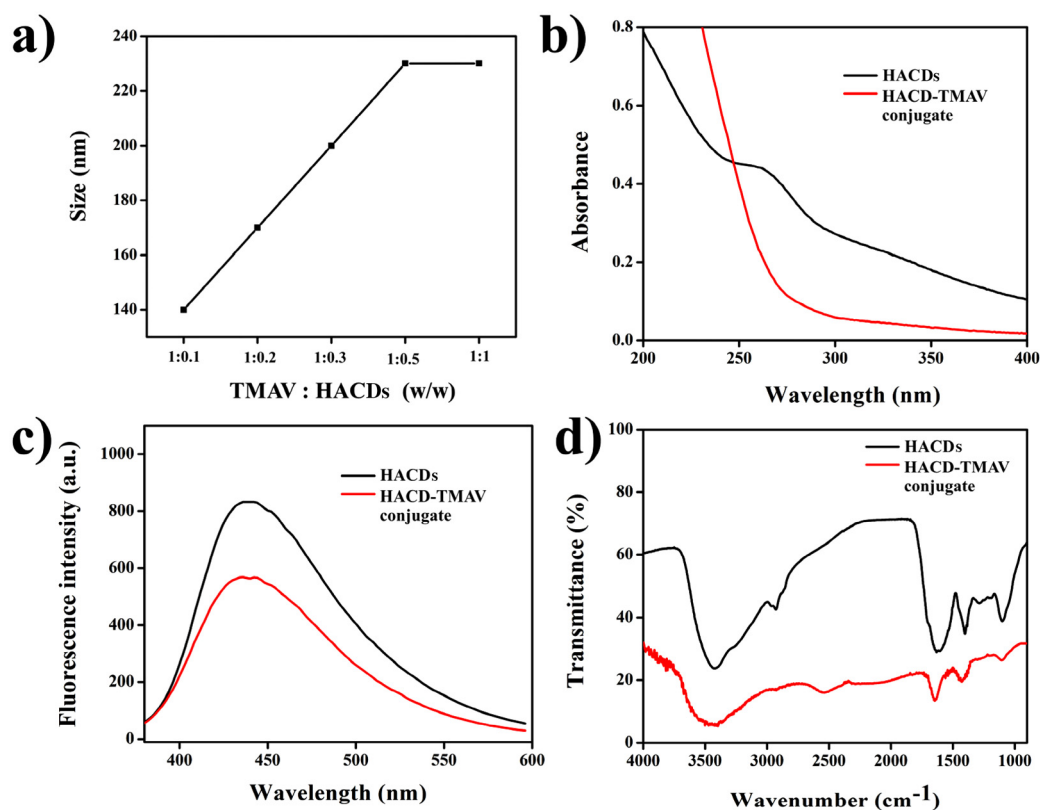 a)
240
220
200
180
160
140
Size (nm)
1:0.1
1:0.2
1:0.3
1:0.5
1:1
TMAV : HACDs (w/w)
b)
0.8
0.6
0.4
0.2
0.0
Absorbance
HACDs
HACD-TMAV
conjugate
200
250
300
350
400
Wavelength (nm)
c)
1000
800
600
400
200
0
Fluorescence intensity (a.u.)
HACDs
HACD-TMAV
conjugate
400
450
500
550
600
Wavelength (nm)
d)
100
80
60
40
20
0
Transmittance (%)
HACDs
HACD-TMAV
conjugate
4000
3000
2000
1000
Wavenumber (cm-1)